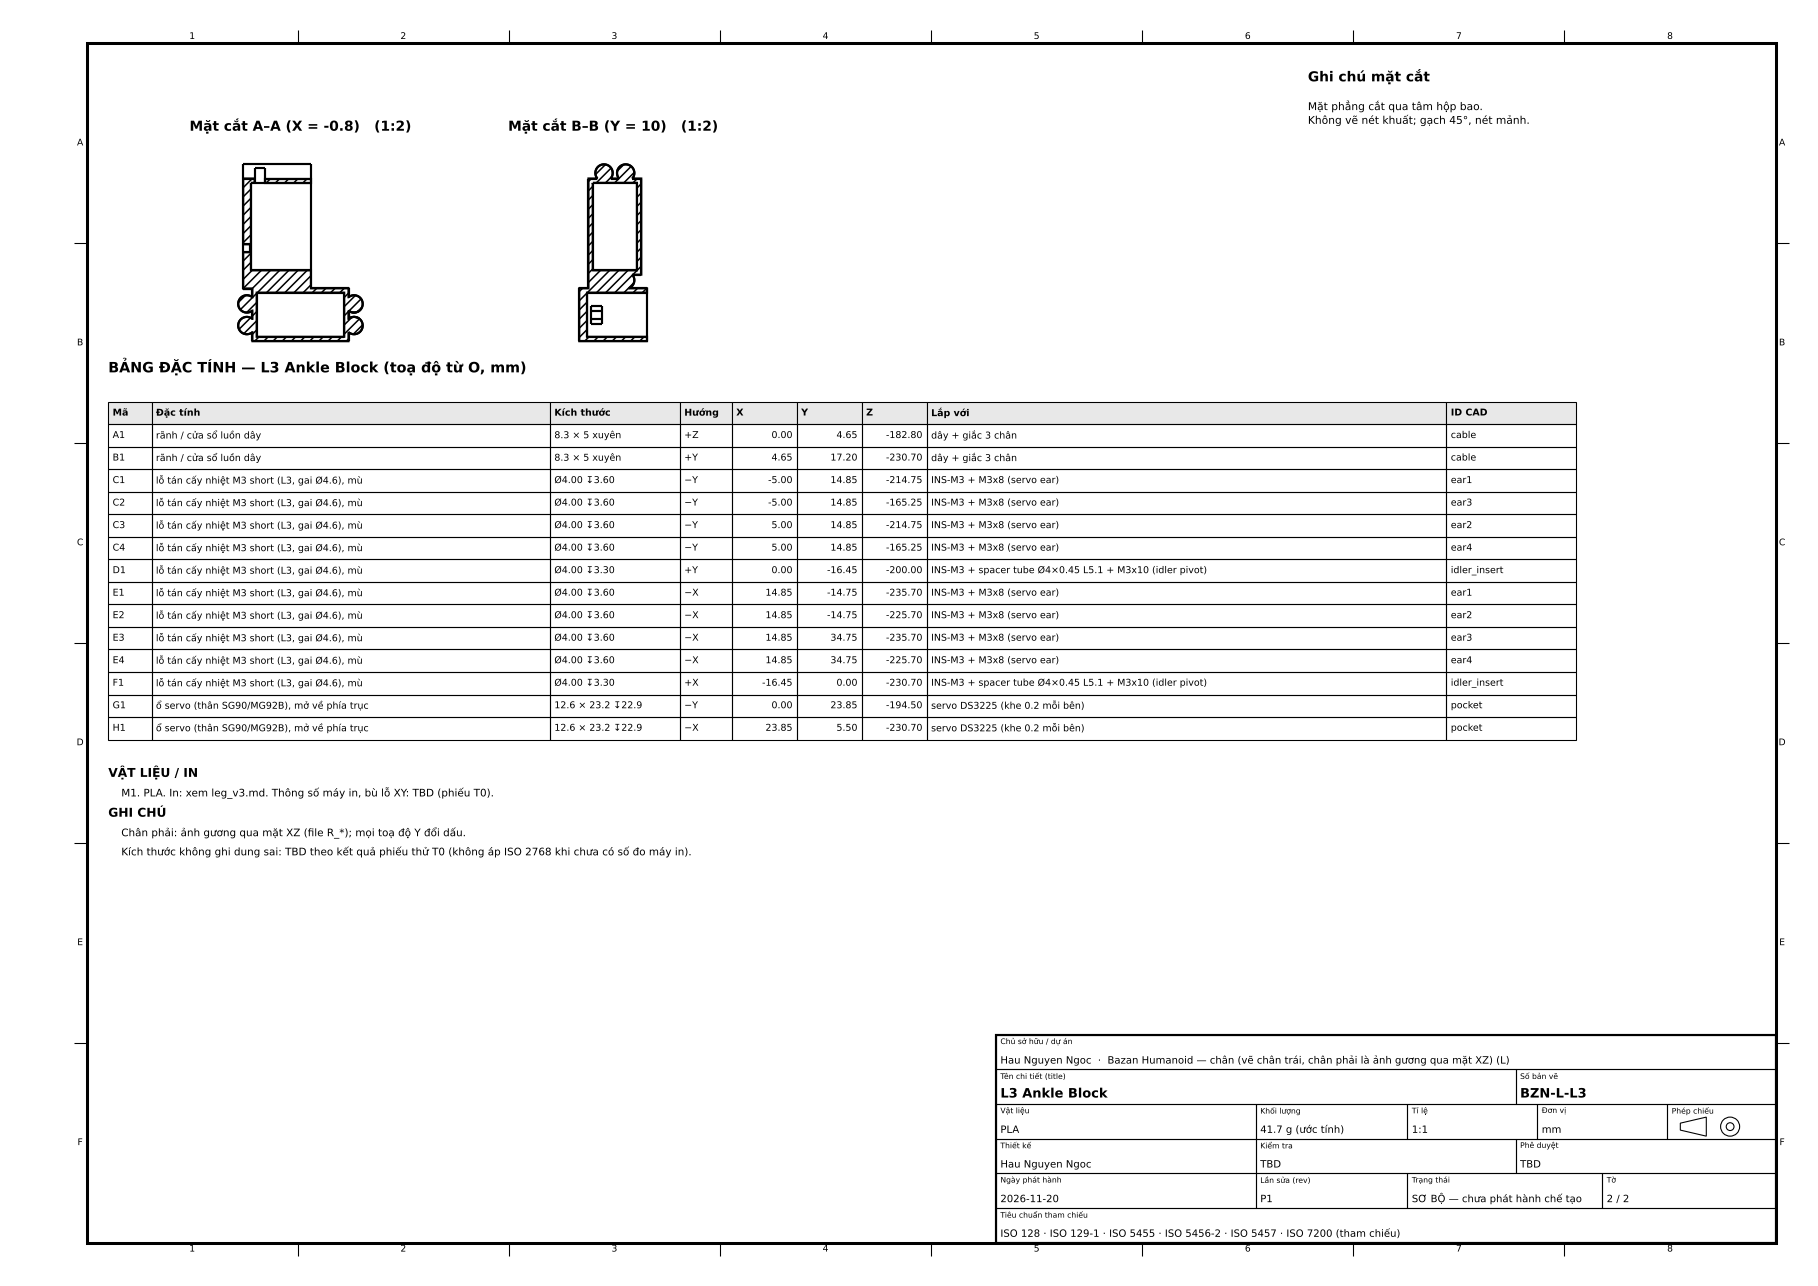 1 2 3 4 5 6 7 8
Ghi chú mặt cắt
Mặt phẳng cắt qua tâm hộp bao.
Không vẽ nét khuất; gạch 45°, nét mảnh.
Mặt cắt A–A (X = -0.8) (1:2)
Mặt cắt B–B (Y = 10) (1:2)
A A
B B
BẢNG ĐẶC TÍNH — L3 Ankle Block (toạ độ từ O, mm)
Mã Đặc tính Kích thước Hướng X Y Z Lắp với ID CAD
A1 rãnh / cửa sổ luồn dây 8.3 × 5 xuyên +Z 0.00 4.65 -182.80 dây + giắc 3 chân cable
B1 rãnh / cửa sổ luồn dây 8.3 × 5 xuyên +Y 4.65 17.20 -230.70 dây + giắc 3 chân cable
C1 lỗ tán cấy nhiệt M3 short (L3, gai Ø4.6), mù Ø4.00 ↧3.60 −Y -5.00 14.85 -214.75 INS-M3 + M3x8 (servo ear) ear1
C2 lỗ tán cấy nhiệt M3 short (L3, gai Ø4.6), mù Ø4.00 ↧3.60 −Y -5.00 14.85 -165.25 INS-M3 + M3x8 (servo ear) ear3
C3 lỗ tán cấy nhiệt M3 short (L3, gai Ø4.6), mù Ø4.00 ↧3.60 −Y 5.00 14.85 -214.75 INS-M3 + M3x8 (servo ear) ear2
C4 lỗ tán cấy nhiệt M3 short (L3, gai Ø4.6), mù Ø4.00 ↧3.60 −Y 5.00 14.85 -165.25 INS-M3 + M3x8 (servo ear) ear4
C C
D1 lỗ tán cấy nhiệt M3 short (L3, gai Ø4.6), mù Ø4.00 ↧3.30 +Y 0.00 -16.45 -200.00 INS-M3 + spacer tube Ø4×0.45 L5.1 + M3x10 (idler pivot) idler_insert
E1 lỗ tán cấy nhiệt M3 short (L3, gai Ø4.6), mù Ø4.00 ↧3.60 −X 14.85 -14.75 -235.70 INS-M3 + M3x8 (servo ear) ear1
E2 lỗ tán cấy nhiệt M3 short (L3, gai Ø4.6), mù Ø4.00 ↧3.60 −X 14.85 -14.75 -225.70 INS-M3 + M3x8 (servo ear) ear2
E3 lỗ tán cấy nhiệt M3 short (L3, gai Ø4.6), mù Ø4.00 ↧3.60 −X 14.85 34.75 -235.70 INS-M3 + M3x8 (servo ear) ear3
E4 lỗ tán cấy nhiệt M3 short (L3, gai Ø4.6), mù Ø4.00 ↧3.60 −X 14.85 34.75 -225.70 INS-M3 + M3x8 (servo ear) ear4
F1 lỗ tán cấy nhiệt M3 short (L3, gai Ø4.6), mù Ø4.00 ↧3.30 +X -16.45 0.00 -230.70 INS-M3 + spacer tube Ø4×0.45 L5.1 + M3x10 (idler pivot) idler_insert
G1 ổ servo (thân SG90/MG92B), mở về phía trục 12.6 × 23.2 ↧22.9 −Y 0.00 23.85 -194.50 servo DS3225 (khe 0.2 mỗi bên) pocket
H1 ổ servo (thân SG90/MG92B), mở về phía trục 12.6 × 23.2 ↧22.9 −X 23.85 5.50 -230.70 servo DS3225 (khe 0.2 mỗi bên) pocket
D D
VẬT LIỆU / IN
M1. PLA. In: xem leg_v3.md. Thông số máy in, bù lỗ XY: TBD (phiếu T0).
GHI CHÚ
Chân phải: ảnh gương qua mặt XZ (file R_*); mọi toạ độ Y đổi dấu.
Kích thước không ghi dung sai: TBD theo kết quả phiếu thử T0 (không áp ISO 2768 khi chưa có số đo máy in).
E E
Chủ sở hữu / dự án
Hau Nguyen Ngoc · Bazan Humanoid — chân (vẽ chân trái, chân phải là ảnh gương qua mặt XZ) (L)
Tên chi tiết (title) Số bản vẽ
L3 Ankle Block BZN-L-L3
Vật liệu Khối lượng Tỉ lệ Đơn vị Phép chiếu
PLA 41.7 g (ước tính) 1:1 mm
F F
Thiết kế Kiểm tra Phê duyệt
Hau Nguyen Ngoc TBD TBD
Ngày phát hành Lần sửa (rev) Trạng thái Tờ
2026-11-20 P1 SƠ BỘ — chưa phát hành chế tạo 2 / 2
Tiêu chuẩn tham chiếu
ISO 128 · ISO 129-1 · ISO 5455 · ISO 5456-2 · ISO 5457 · ISO 7200 (tham chiếu)
1 2 3 4 5 6 7 8